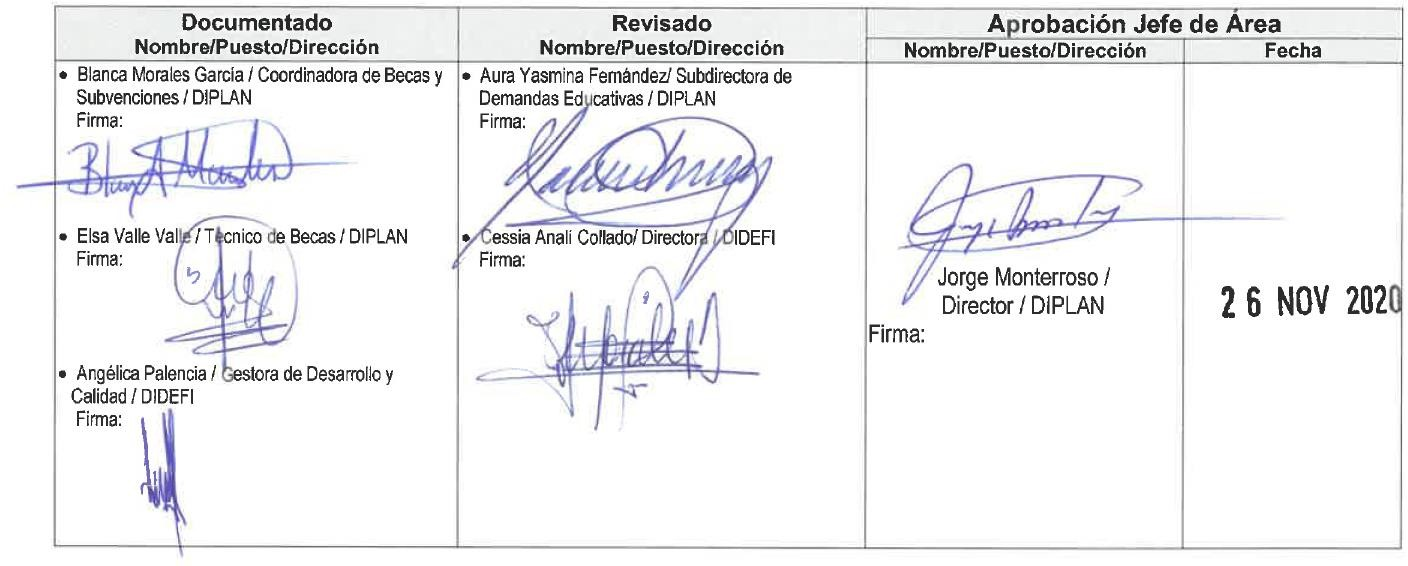 Documentado
Nombre/Puesto/Dirección
• Blanca Morales García / Coordinadora de Becas y
Subvenciones / DIPLAN
Firma:
• Elsa Valle Valle / Técnico de Becas / DIPLAN
Firma:
• Angélica Palencia / Gestora de Desarrollo y
Calidad / DIDEFI
Firma:
Revisado
Nombre/Puesto/Dirección
• Aura Yasmina Fernández/ Subdirectora de
Demandas Educativas / DIPLAN
Firma:
• Cessia Analí Collado/ Directora / DIDEFI
Firma:
Aprobación Jefe de Área
Nombre/Puesto/Dirección
Fecha
Jorge Monterroso /
Director / DIPLAN
Firma:
26 NOV 2020